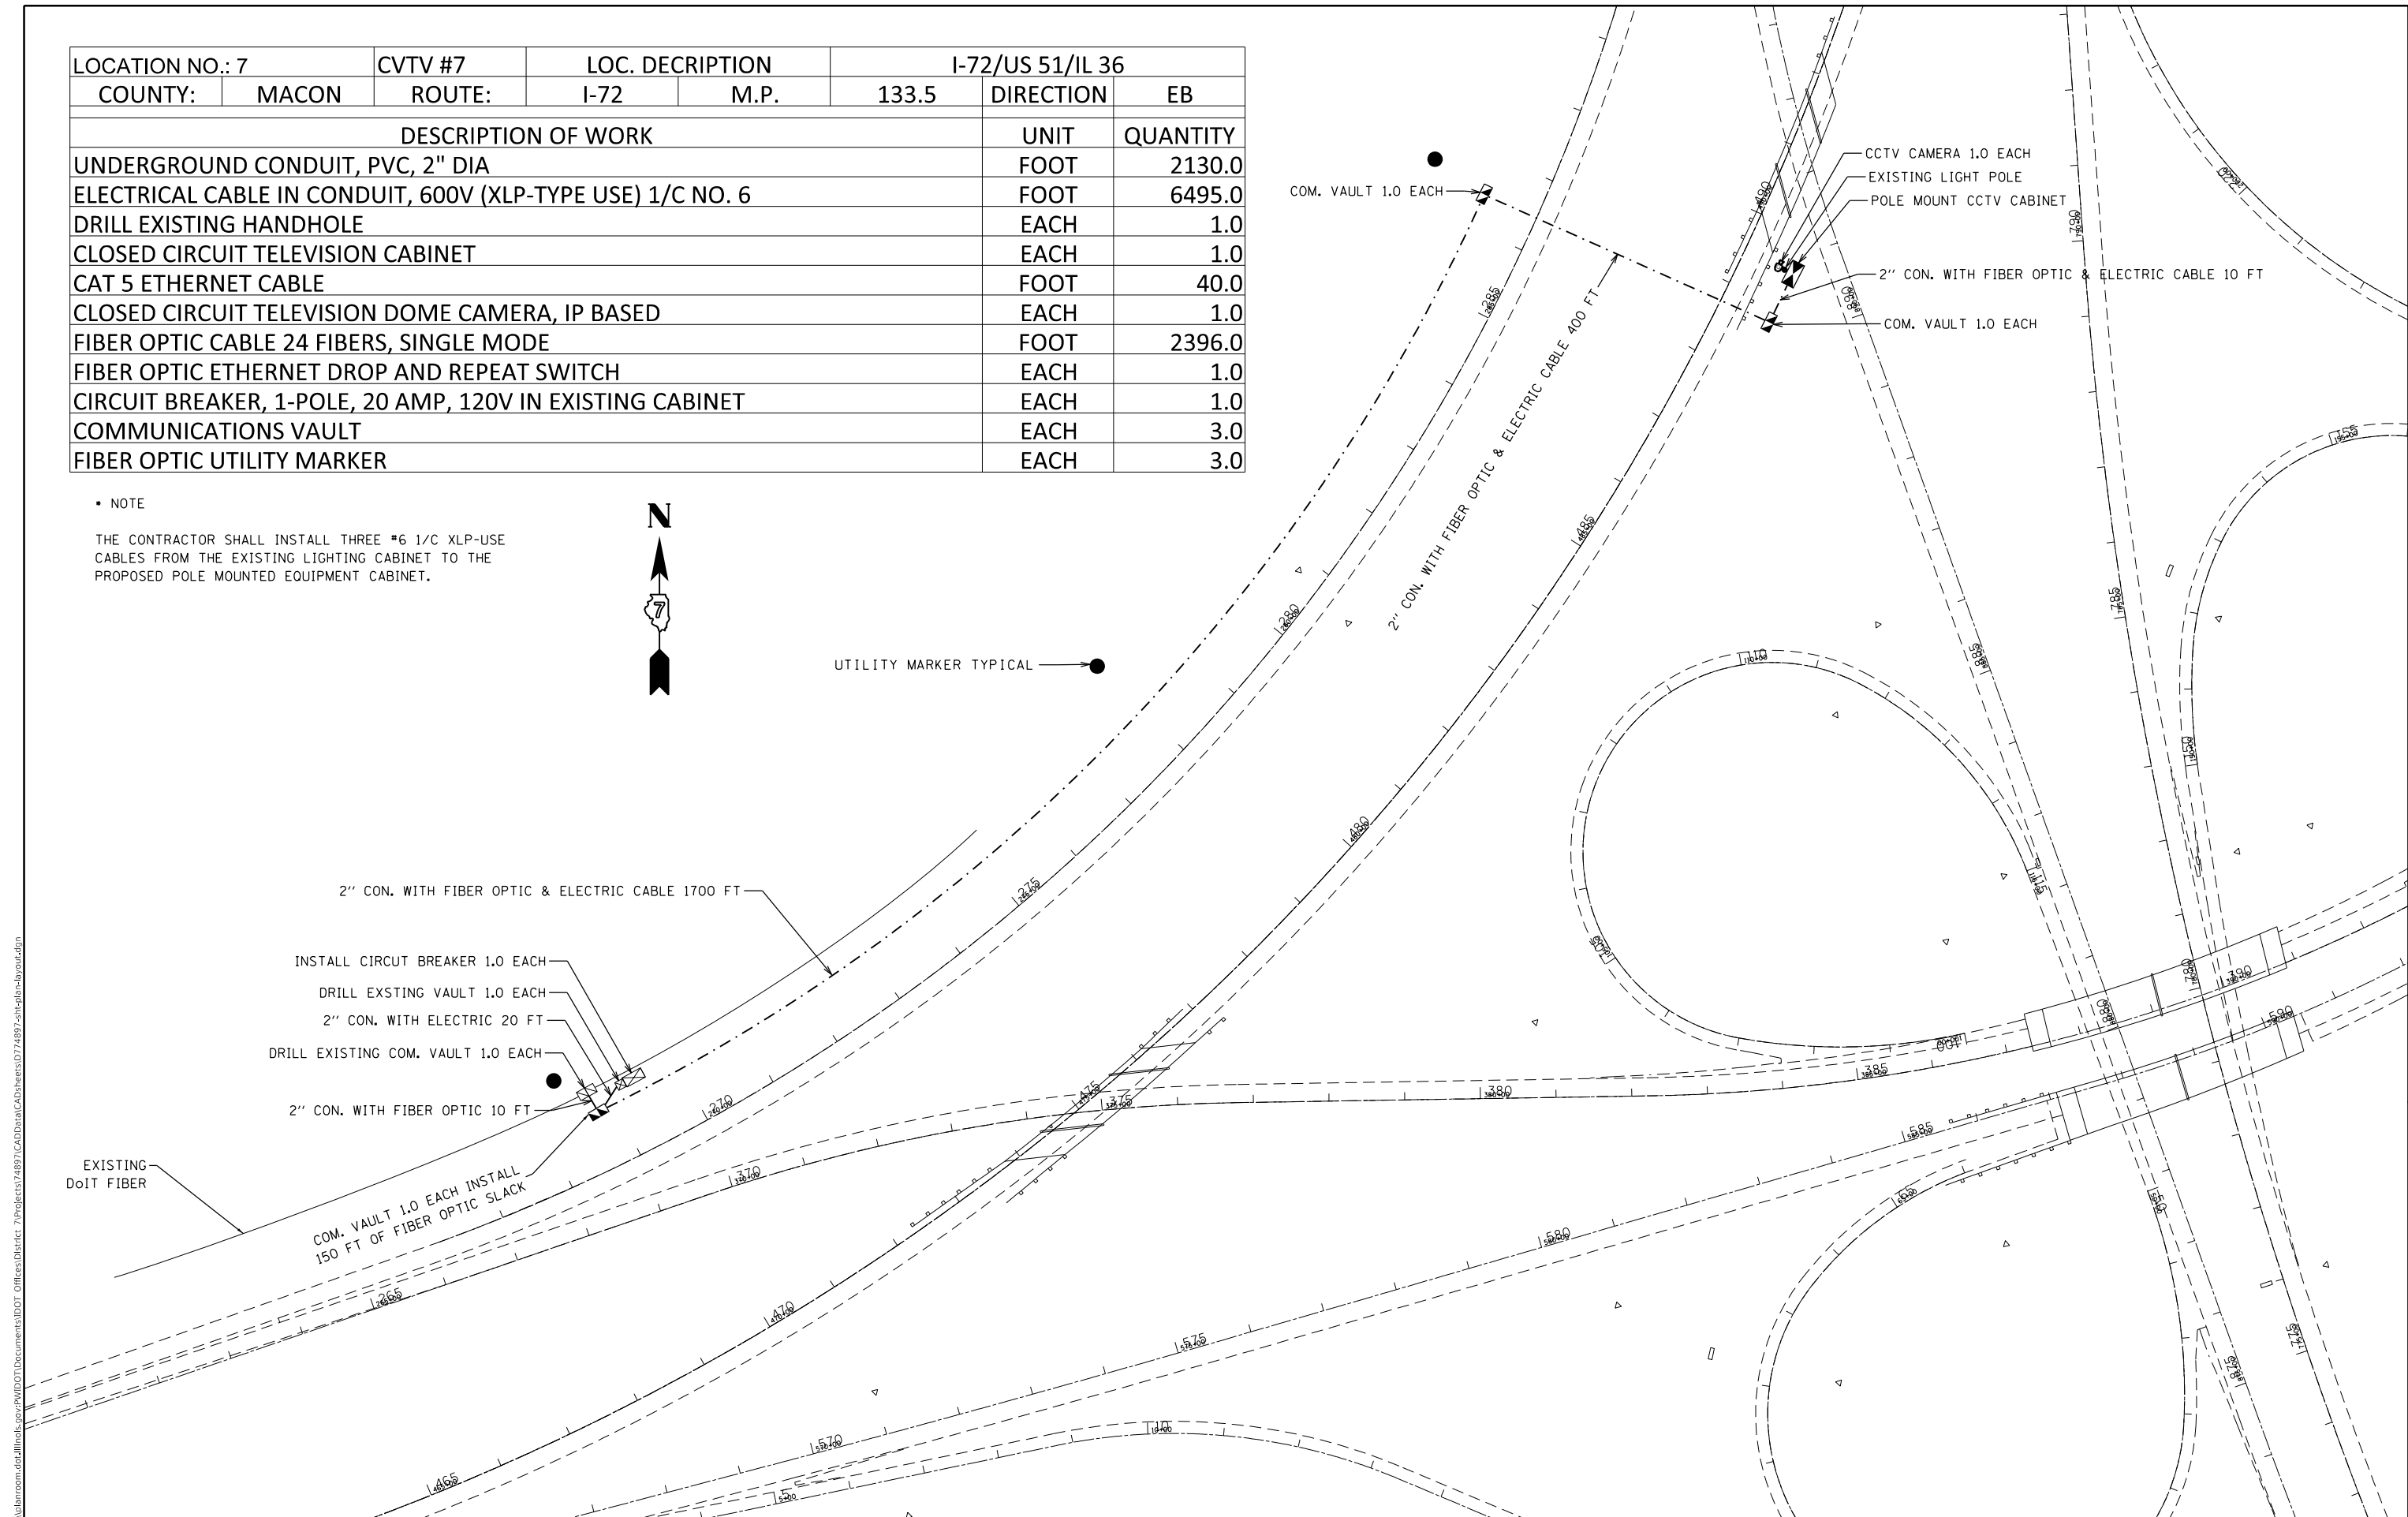 LOCATION NO.: 7 CVTV #7 LOC. DECRIPTION I-72/US 51/IL 36
COUNTY: MACON ROUTE: I-72 M.P. 133.5 DIRECTION EB
DESCRIPTION OF WORK UNIT QUANTITY
UNDERGROUND CONDUIT, PVC, 2" DIA FOOT 2130.0
ELECTRICAL CABLE IN CONDUIT, 600V (XLP-TYPE USE) 1/C NO. 6 FOOT 6495.0
DRILL EXISTING HANDHOLE EACH 1.0
CLOSED CIRCUIT TELEVISION CABINET EACH 1.0
CAT 5 ETHERNET CABLE FOOT 40.0
CLOSED CIRCUIT TELEVISION DOME CAMERA, IP BASED EACH 1.0
FIBER OPTIC CABLE 24 FIBERS, SINGLE MODE FOOT 2396.0
FIBER OPTIC ETHERNET DROP AND REPEAT SWITCH EACH 1.0
CIRCUIT BREAKER, 1-POLE, 20 AMP, 120V IN EXISTING CABINET EACH 1.0
COMMUNICATIONS VAULT EACH 3.0
FIBER OPTIC UTILITY MARKER EACH 3.0
• NOTE
THE CONTRACTOR SHALL INSTALL THREE #6 1/C XLP-USE
CABLES FROM THE EXISTING LIGHTING CABINET TO THE
PROPOSED POLE MOUNTED EQUIPMENT CABINET.
N
7
COM. VAULT 1.0 EACH
CCTV CAMERA 1.0 EACH
EXISTING LIGHT POLE
POLE MOUNT CCTV CABINET
2'' CON. WITH FIBER OPTIC & ELECTRIC CABLE 10 FT
COM. VAULT 1.0 EACH
2'' CON. WITH FIBER OPTIC & ELECTRIC CABLE 400 FT
UTILITY MARKER TYPICAL
2'' CON. WITH FIBER OPTIC & ELECTRIC CABLE 1700 FT
INSTALL CIRCUT BREAKER 1.0 EACH
DRILL EXSTING VAULT 1.0 EACH
2'' CON. WITH ELECTRIC 20 FT
DRILL EXISTING COM. VAULT 1.0 EACH
2'' CON. WITH FIBER OPTIC 10 FT
EXISTING
DoIT FIBER
COM. VAULT 1.0 EACH INSTALL
150 FT OF FIBER OPTIC SLACK
265
270
275
280
285
465
470
475
480
485
490
370
375
380
385
390
570
575
580
585
590
775
780
785
790
875
880
885
890
100
105
110
115
150
155
5
10